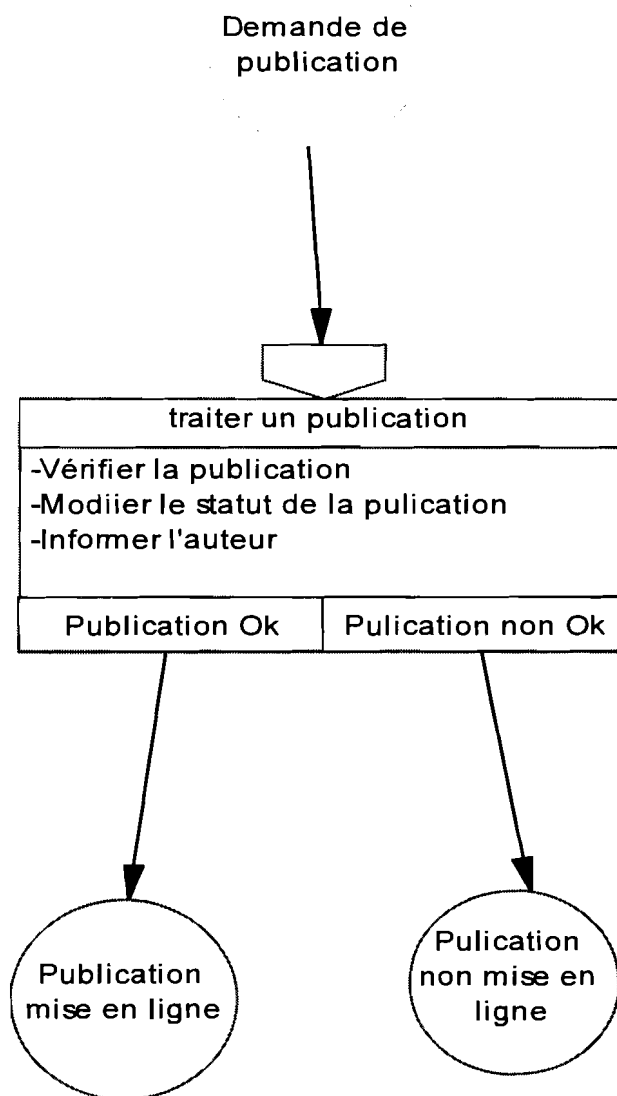 Demande de
publication
traiter un publication
-Vérifier la publication
-Modiier le statut de la pulication
-Informer l'auteur
Publication Ok
Pulication non Ok
Publication
mise en ligne
Pulication
non mise en
ligne